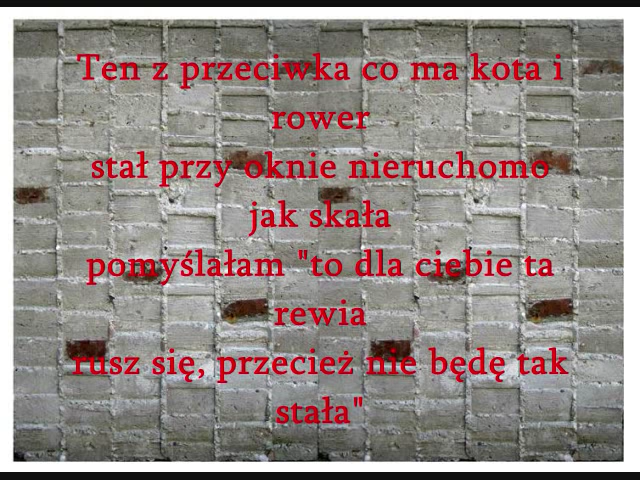 Ten z przeciwka co ma kota i
rower
stał przy oknie nieruchomo
jak skała
pomyślałam "to dla ciebie ta
rewia
rusz się, przecież nie będę tak
stała"